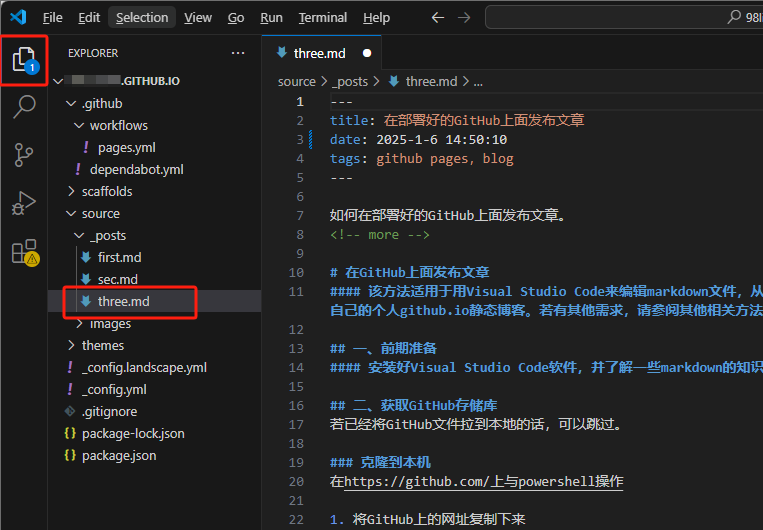 File Edit Selection View Go Run Terminal Help
98li
EXPLORER
.GITHUB.IO
.github
workflows
pages.yml
dependabot.yml
scaffolds
source
_posts
first.md
sec.md
three.md
images
themes
_config.landscape.yml
_config.yml
.gitignore
package-lock.json
package.json
1
three.md
source > _posts > three.md > ...
1 ---
2 title: 在部署好的GitHub上面发布文章
3 date: 2025-1-6 14:50:10
4 tags: github pages, blog
5 ---
6
7 如何在部署好的GitHub上面发布文章。
8 <!-- more -->
9
10 # 在GitHub上面发布文章
11 #### 该方法适用于用Visual Studio Code来编辑markdown文件，从
自己的个人github.io静态博客。若有其他需求，请参阅其他相关方法
12
13 ## 一、前期准备
14 #### 安装好Visual Studio Code软件，并了解一些markdown的知识
15
16 ## 二、获取GitHub存储库
17 若已经将GitHub文件拉到本地的话，可以跳过。
18
19 ### 克隆到本机
20 在https://github.com/上与powershell操作
21
22 1. 将GitHub上的网址复制下来